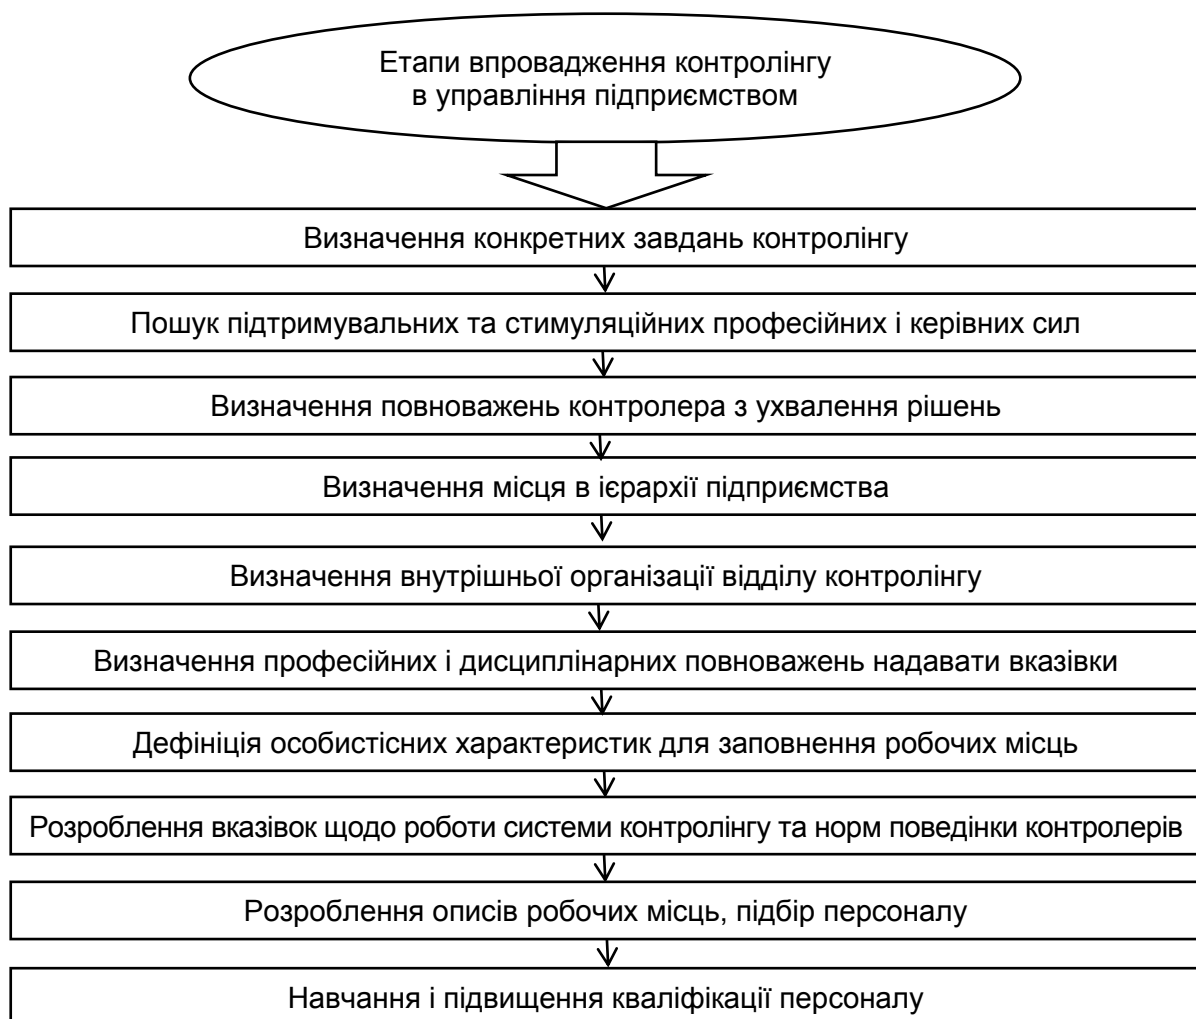 Етапи впровадження контролінгу
в управління підприємством
Визначення конкретних завдань контролінгу
Пошук підтримувальних та стимуляційних професійних і керівних сил
Визначення повноважень контролера з ухвалення рішень
Визначення місця в ієрархії підприємства
Визначення внутрішньої організації відділу контролінгу
Визначення професійних і дисциплінарних повноважень надавати вказівки
Дефініція особистісних характеристик для заповнення робочих місць
Розроблення вказівок щодо роботи системи контролінгу та норм поведінки контролерів
Розроблення описів робочих місць, підбір персоналу
Навчання і підвищення кваліфікації персоналу